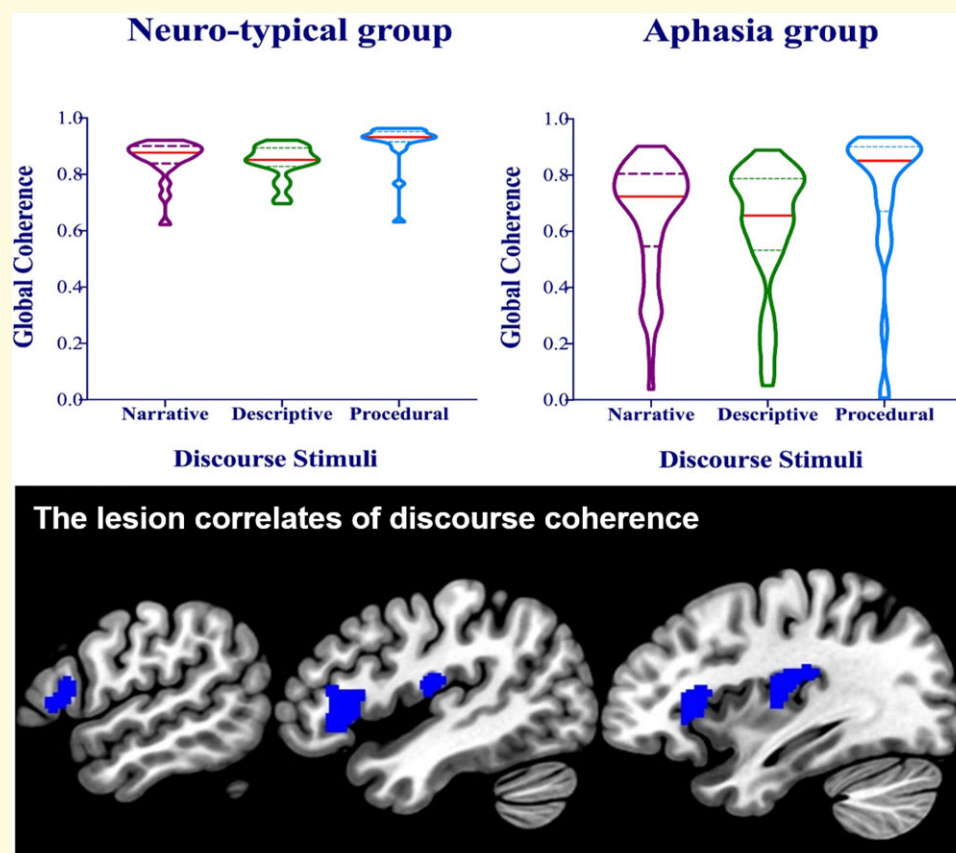 Neuro-typical group
Global Coherence
1.0
0.8
0.6
0.4
0.2
0.0
Narrative Descriptive Procedural
Discourse Stimuli
Aphasia group
Global Coherence
1.0
0.8
0.6
0.4
0.2
0.0
Narrative Descriptive Procedural
Discourse Stimuli
The lesion correlates of discourse coherence